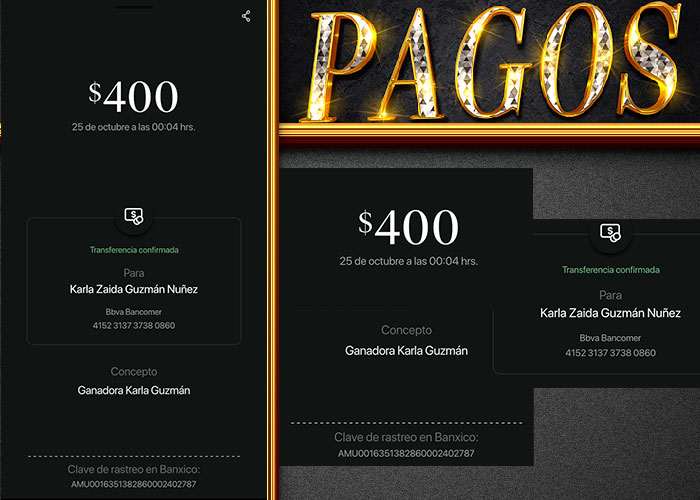 $400
25 de octubre a las 00:04 hrs.
Transferencia confirmada
Para
Karla Zaida Guzmán Nuñez
Bbva Bancomer
4152 3137 3738 0860
Concepto
Ganadora Karla Guzmán
Clave de rastreo en Banxico:
AMU0016351382860002402787
PAGOS
$400
25 de octubre a las 00:04 hrs.
Transferencia confirmada
Para
Karla Zaida Guzmán Nuñez
Bbva Bancomer
4152 3137 3738 0860
Concepto
Ganadora Karla Guzmán
Clave de rastreo en Banxico:
AMU0016351382860002402787